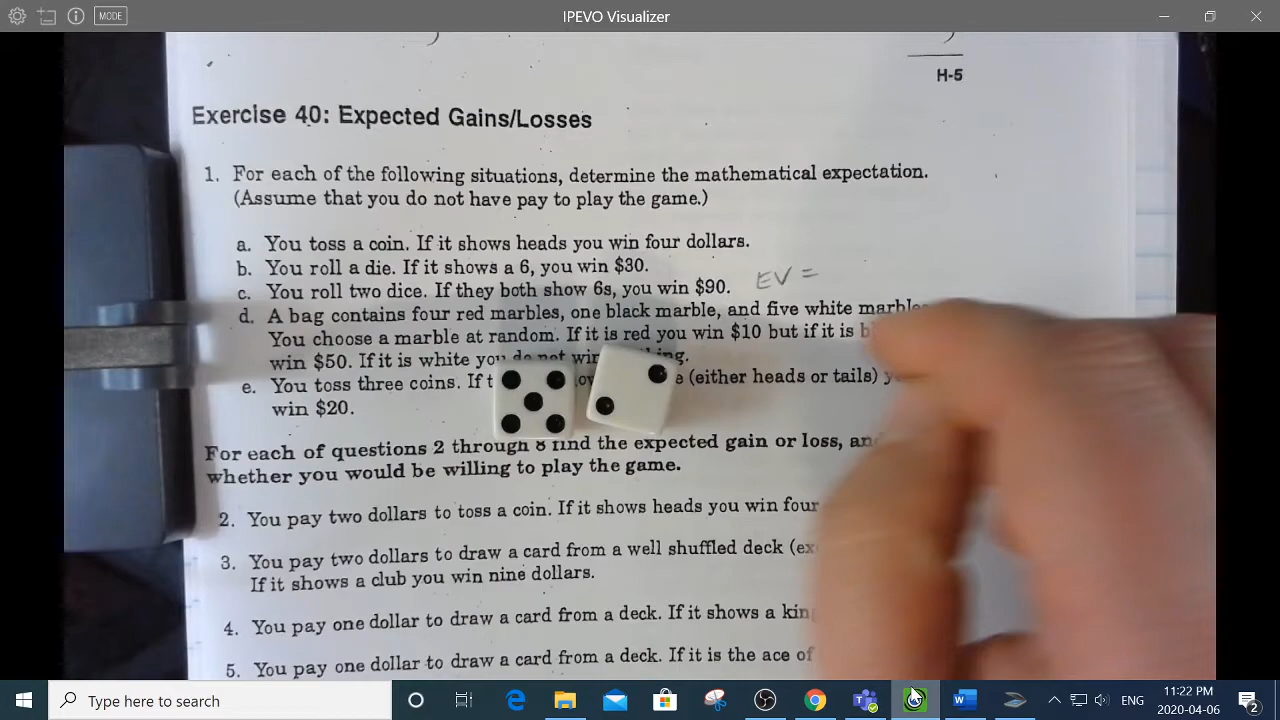 MODE
IPEVO Visualizer
H-5
Exercise 40: Expected Gains/Losses
1. For each of the following situations, determine the mathematical expectation.
(Assume that you do not have pay to play the game.)
a. You toss a coin. If it shows heads you win four dollars.
b. You roll a die. If it shows a 6, you win $30.
c. You roll two dice. If they both show 6s, you win $90.
EV =
d. A bag contains four red marbles, one black marble, and five white marbles
You choose a marble at random. If it is red you win $10 but if it is
win $50. If it is white you do not win
e. You toss three coins. If (either heads or tails)
win $20.
For each of questions 2 through 8 find the expected gain or loss,
whether you would be willing to play the game.
2. You pay two dollars to toss a coin. If it shows heads you win four
3. You pay two dollars to draw a card from a well shuffled deck
If it shows a club you win nine dollars.
4. You pay one dollar to draw a card from a deck. If it shows a
5. You pay one dollar to draw a card from a deck. If it is the ace of
Type here to search
ENG
11:22 PM
2020-04-06
2